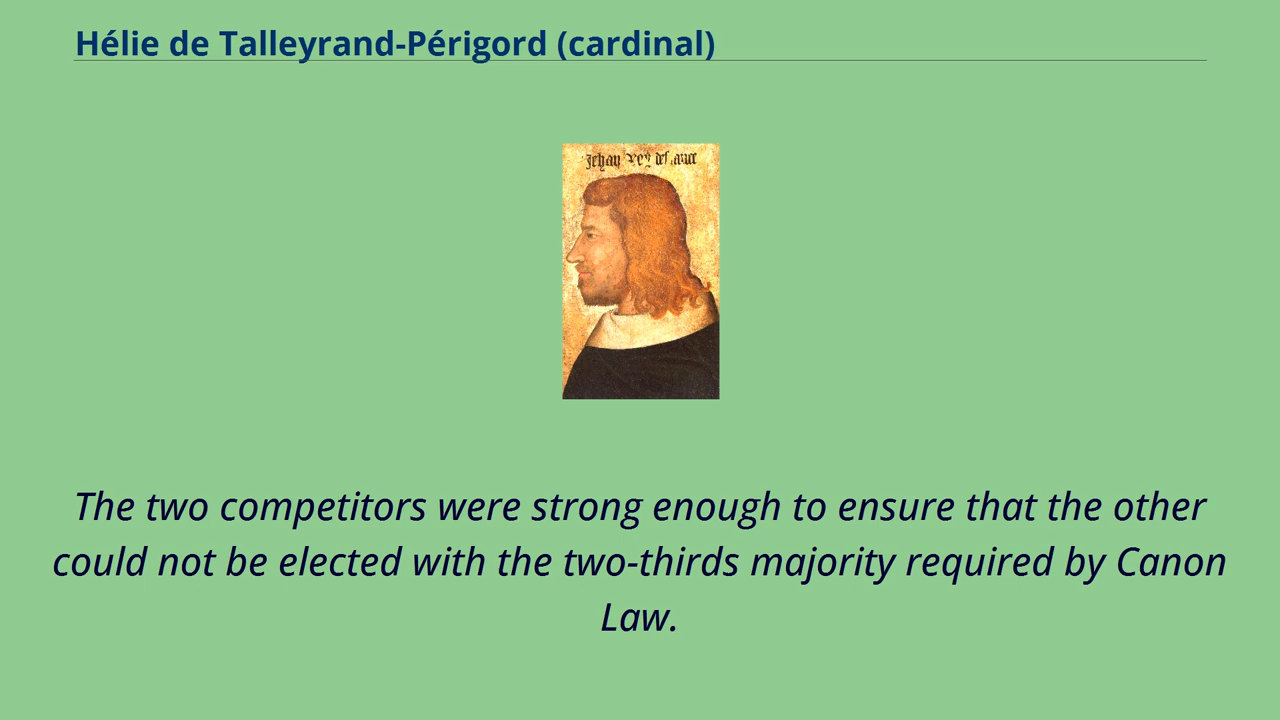 Hélie de Talleyrand-Périgord (cardinal)
Jehan Rey de france
The two competitors were strong enough to ensure that the other
could not be elected with the two-thirds majority required by Canon
Law.